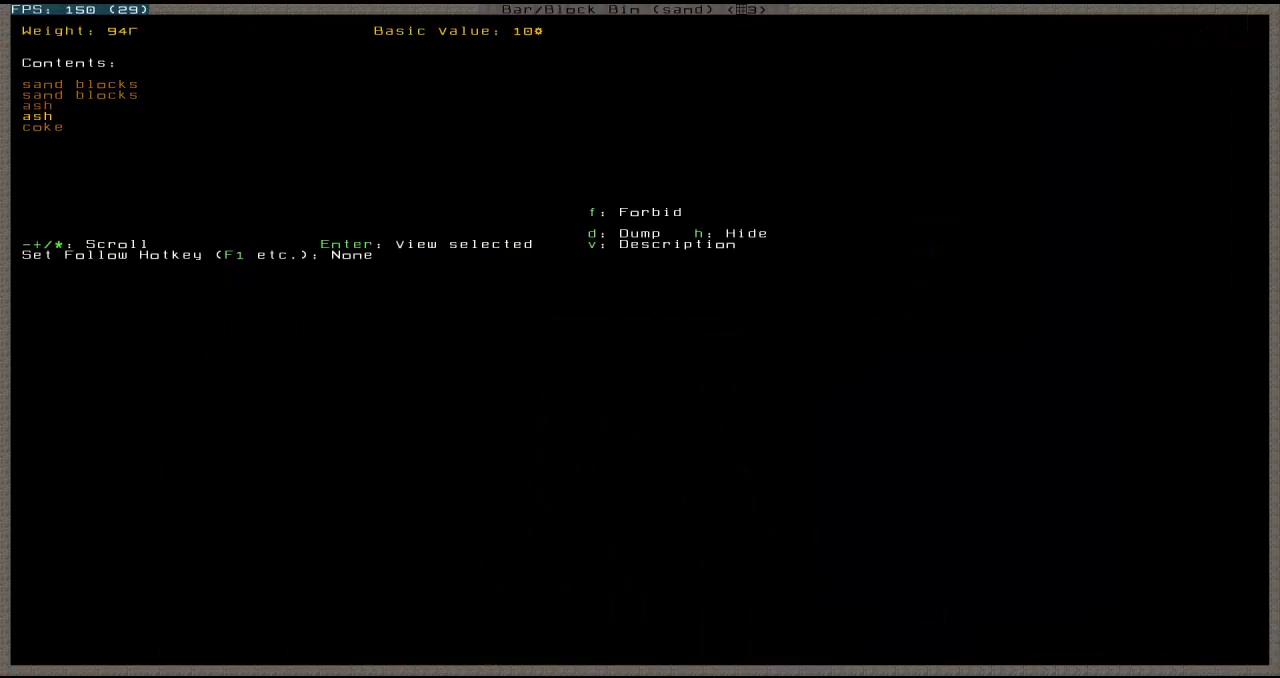 FPS: 150 (29) Bar/Block Bin (sand) <#3>
Weight: 94Γ Basic Value: 10☼
Contents:
sand blocks
sand blocks
ash
ash
coke
f: Forbid
d: Dump h: Hide
-+/*: Scroll Enter: View selected v: Description
Set Follow Hotkey (F1 etc.): None